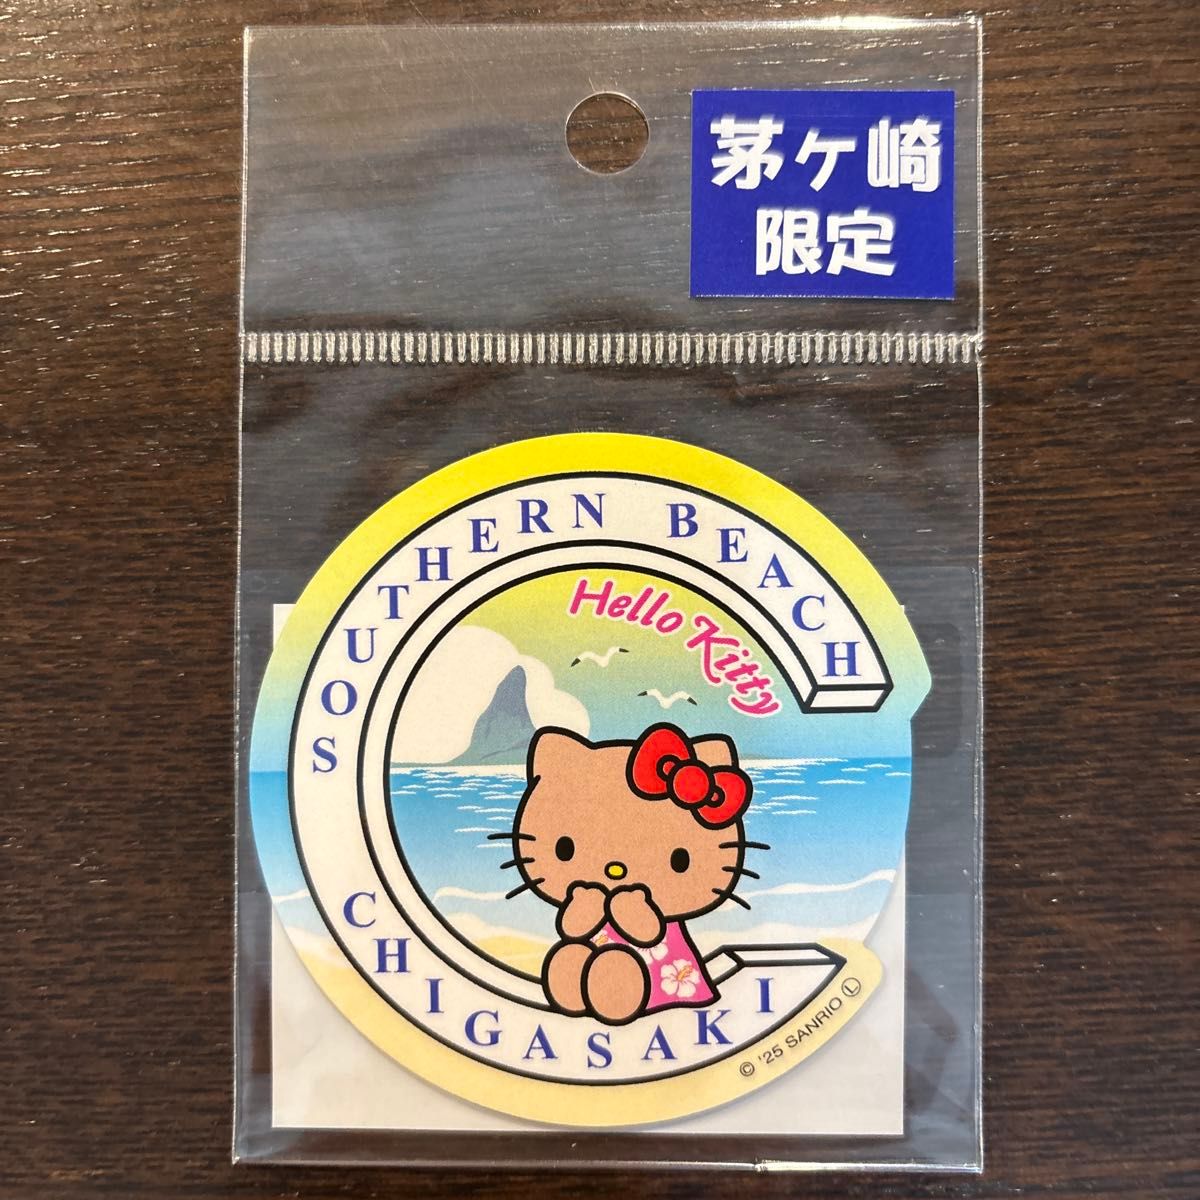 茅ヶ崎
限定
SOUTHERN BEACH
Hello Kitty
CHIGASAKI
© '25 SANRIO Ⓛ